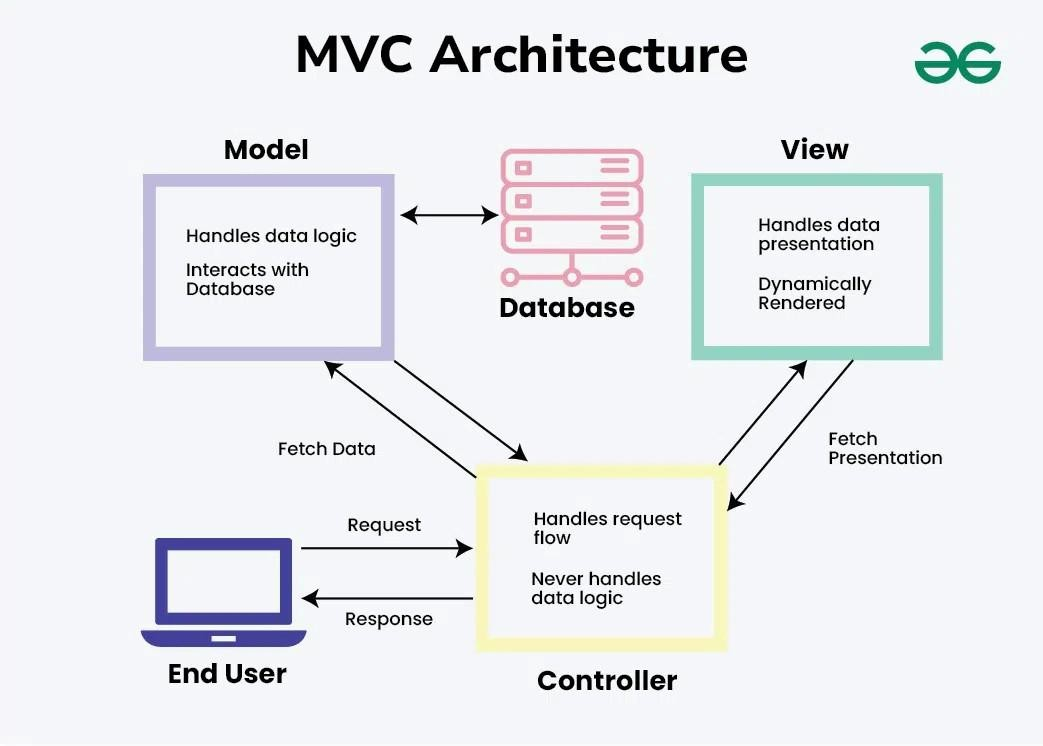 MVC Architecture
Model
View
Handles data logic
Interacts with
Database
Database
Handles data
presentation
Dynamically
Rendered
Fetch Data
Fetch
Presentation
Request
Response
Handles request
flow
Never handles
data logic
End User
Controller